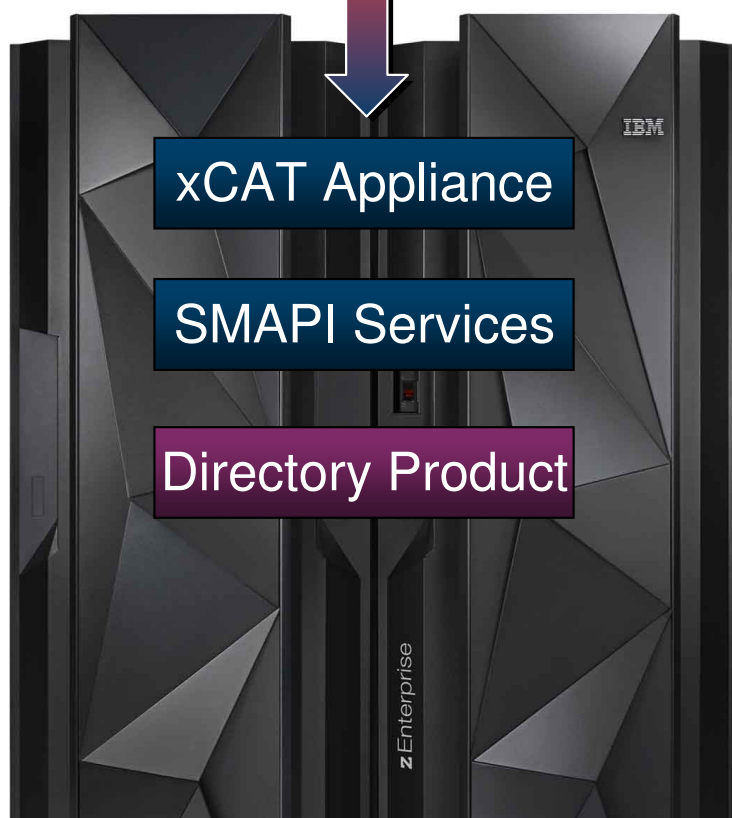 IBM
xCAT Appliance
SMAPI Services
Directory Product
zEnterprise